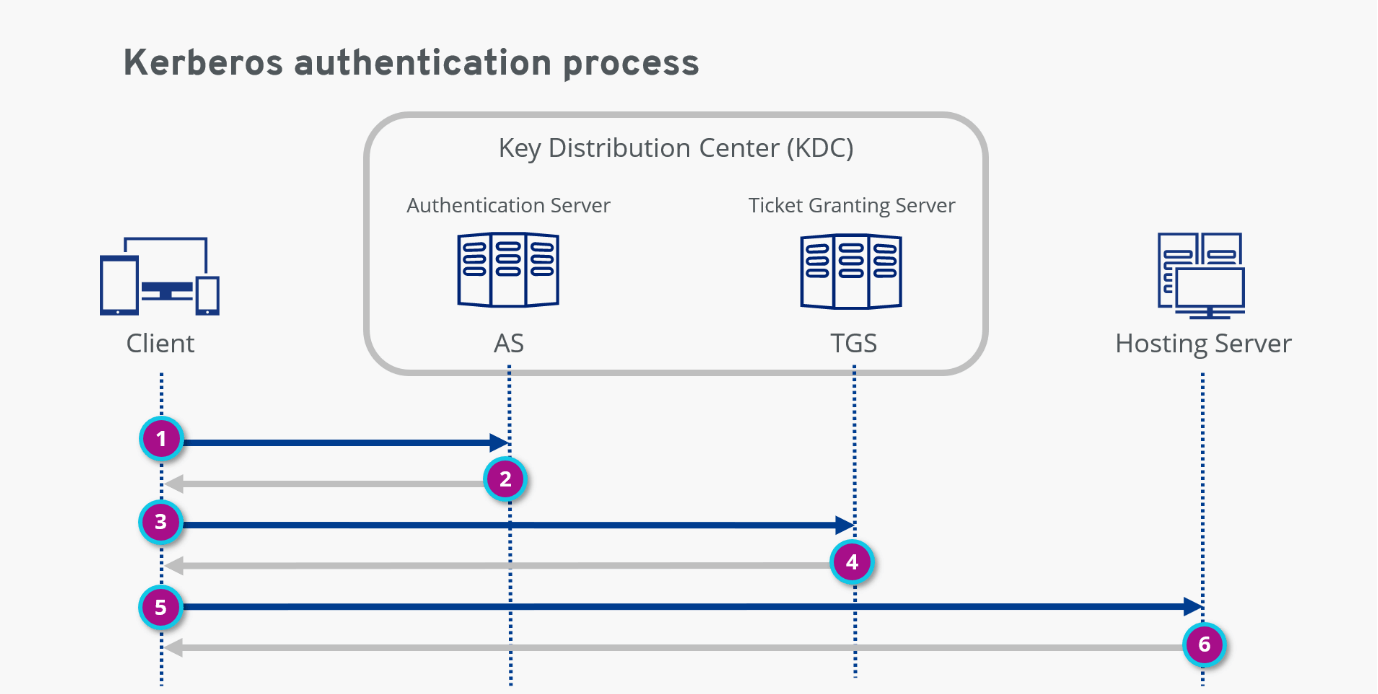 Kerberos authentication process
Key Distribution Center (KDC)
Authentication Server
Ticket Granting Server
Client
AS
TGS
Hosting Server
1
2
3
4
5
6